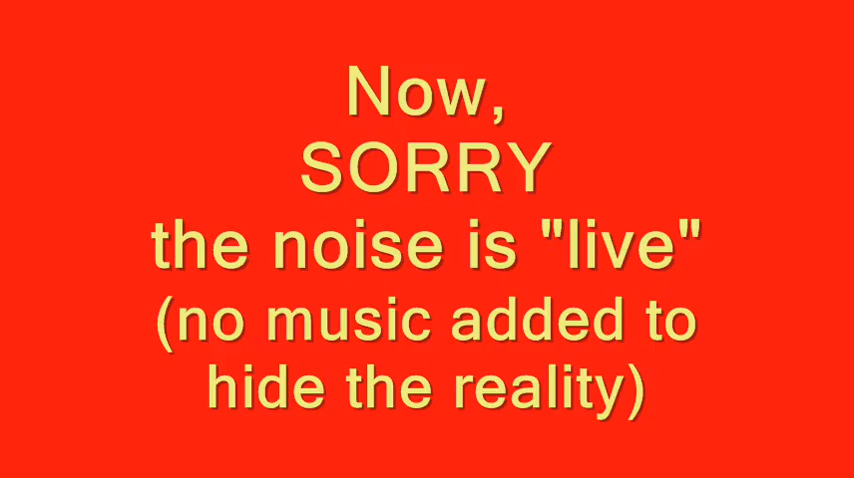 Now,
SORRY
the noise is "live"
(no music added to
hide the reality)